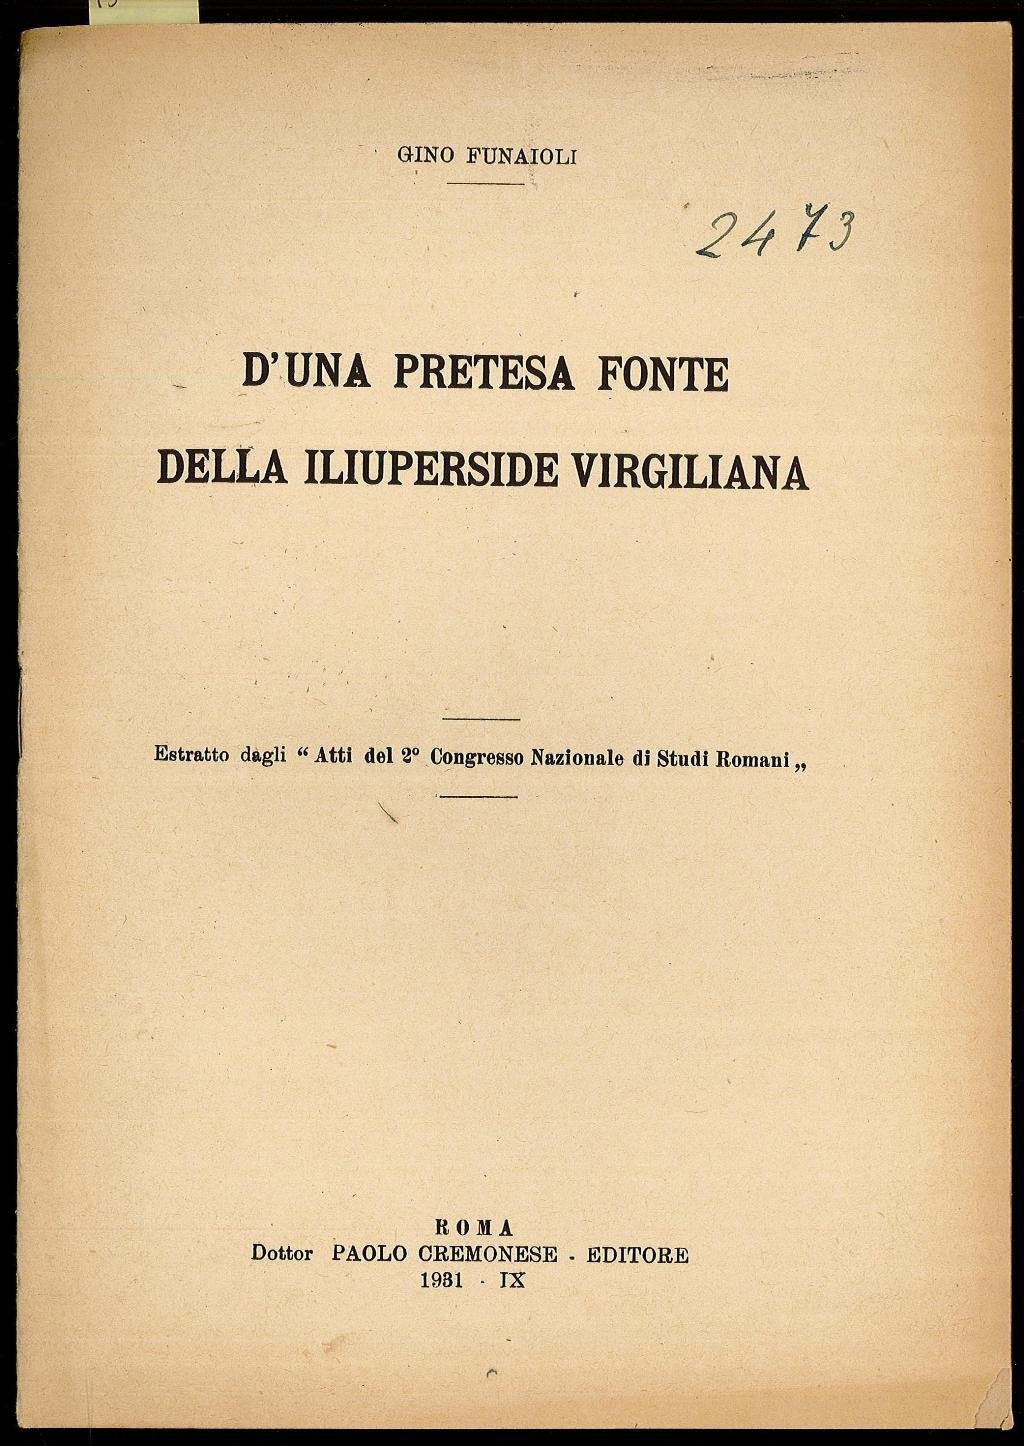 GINO FUNAIOLI
2473
D'UNA PRETESA FONTE
DELLA ILIUPERSIDE VIRGILIANA
Estratto dagli “ Atti del 2º Congresso Nazionale di Studi Romani „
ROMA
Dottor PAOLO CREMONESE - EDITORE
1931 - IX